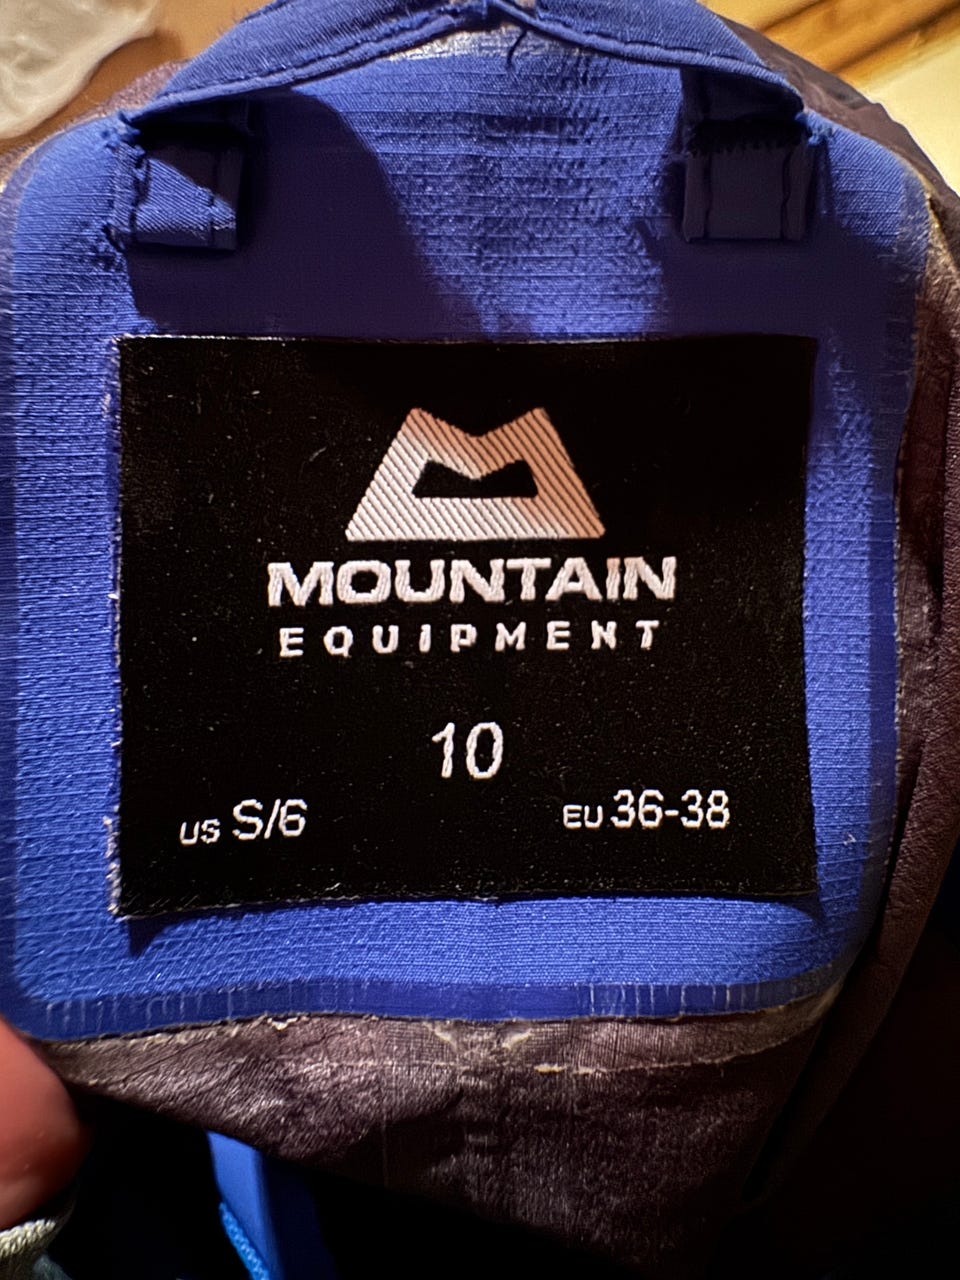 MOUNTAIN
EQUIPMENT
10
US S/6 EU 36-38